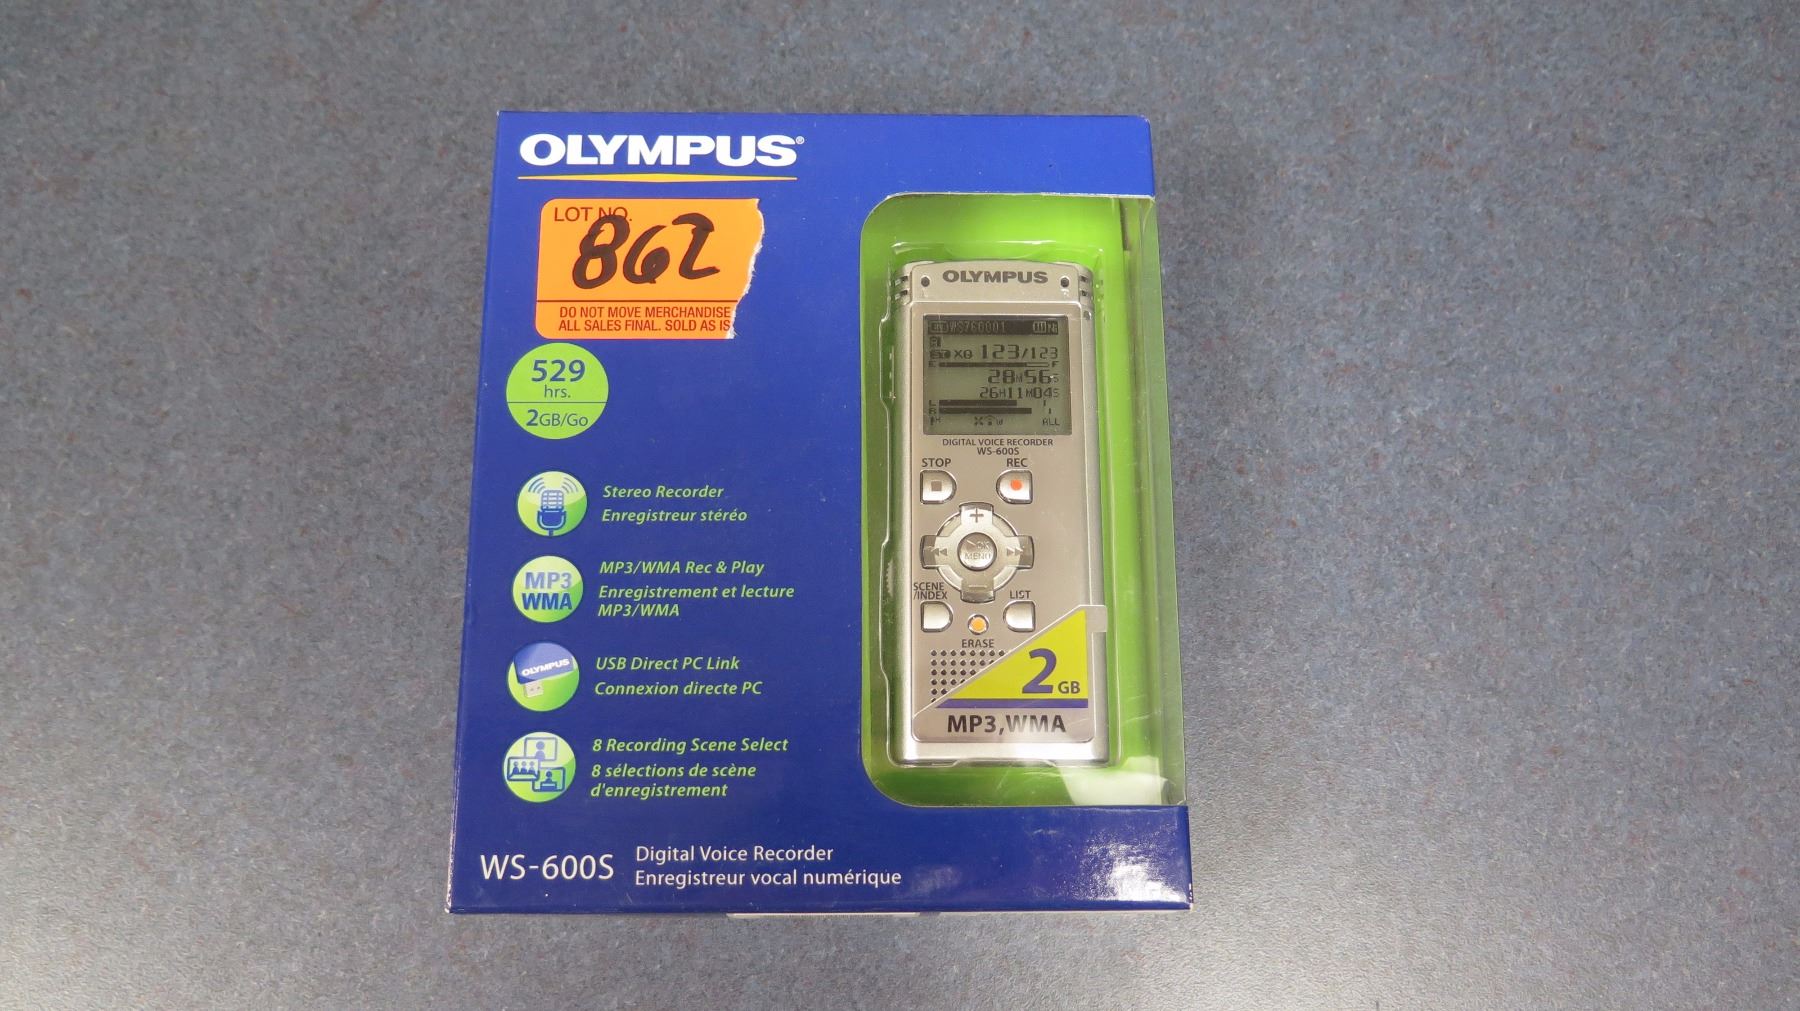 OLYMPUS®
LOT NO.
862
DO NOT MOVE MERCHANDISE
ALL SALES FINAL. SOLD AS IS
529
hrs.
2GB/Go
Stereo Recorder
Enregistreur stéréo
MP3
WMA
MP3/WMA Rec & Play
Enregistrement et lecture
MP3/WMA
OLYMPUS
USB Direct PC Link
Connexion directe PC
8 Recording Scene Select
8 sélections de scène
d'enregistrement
WS-600S
Digital Voice Recorder
Enregistreur vocal numérique
OLYMPUS
WS760001
123/123
E F
28M56S
26H11M04S
L
R
ALL
DIGITAL VOICE RECORDER
WS-600S
STOP REC
+
OK
MENU
SCENE
/INDEX
LIST
ERASE
2GB
MP3,WMA